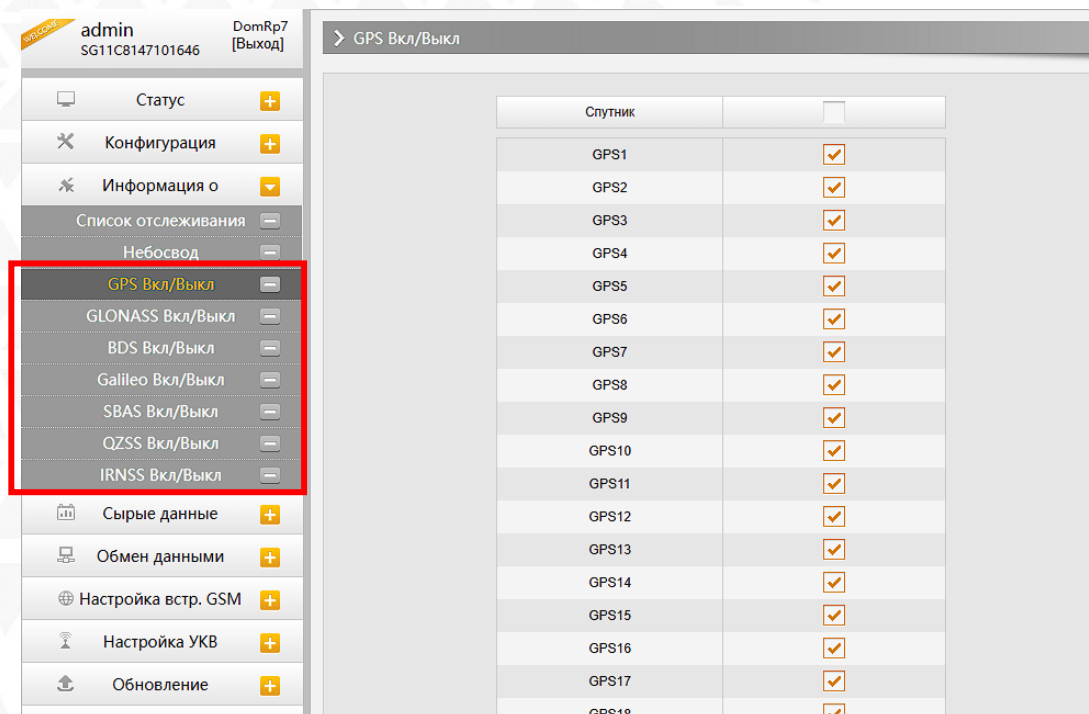 WELCOME
admin
DomRp7
SG11C8147101646
[Выход]
GPS Вкл/Выкл
Статус
Конфигурация
Информация о
Список отслеживания
Небосвод
GPS Вкл/Выкл
GLONASS Вкл/Выкл
BDS Вкл/Выкл
Galileo Вкл/Выкл
SBAS Вкл/Выкл
QZSS Вкл/Выкл
IRNSS Вкл/Выкл
Сырые данные
Обмен данными
Настройка встр. GSM
Настройка УКВ
Обновление
Спутник
GPS1
GPS2
GPS3
GPS4
GPS5
GPS6
GPS7
GPS8
GPS9
GPS10
GPS11
GPS12
GPS13
GPS14
GPS15
GPS16
GPS17
GPS18